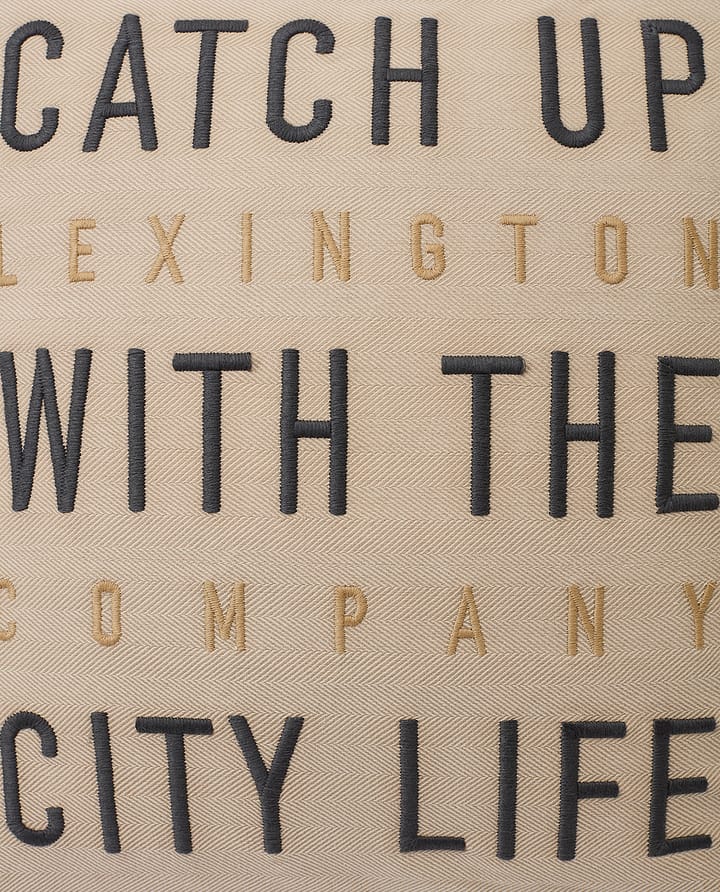 CATCH UP
LEXINGTON
WITH THE
COMPANY
CITY LIFE